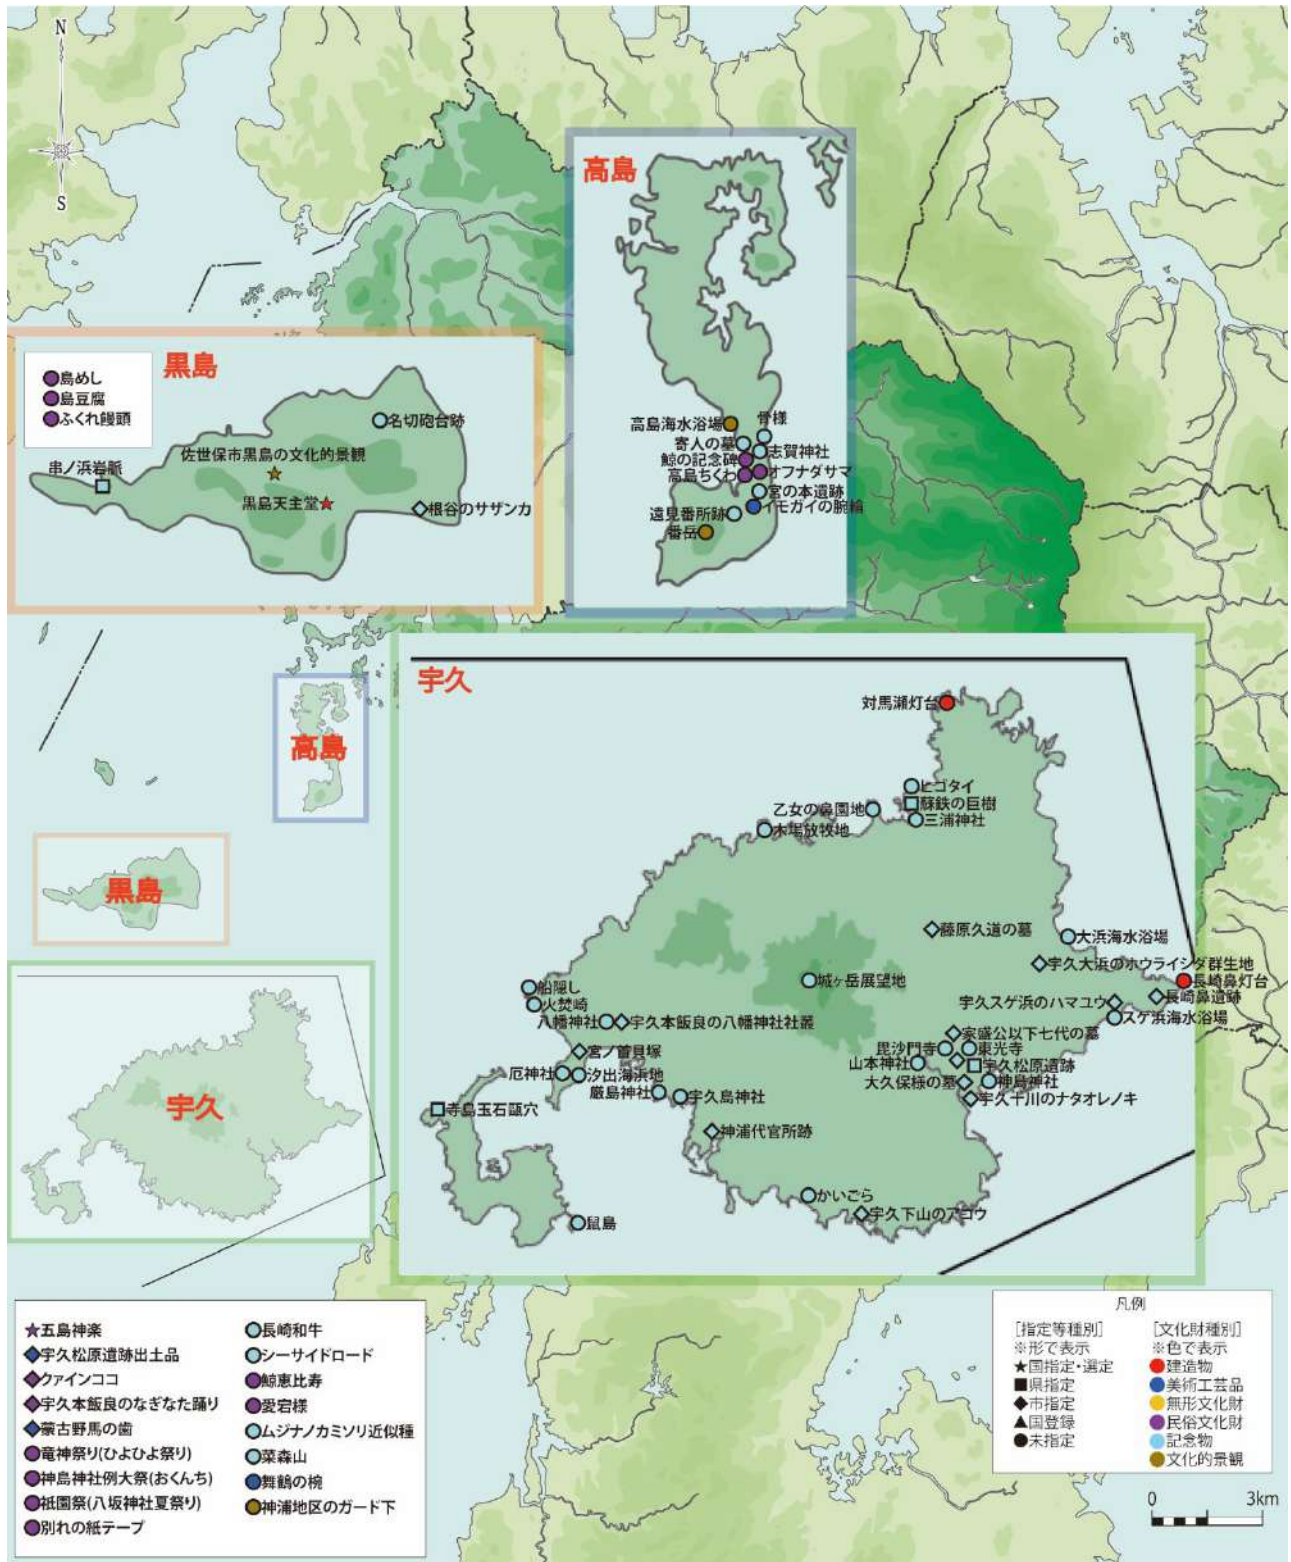 N
S
高島
高島海水浴場
骨様
寄人の墓
志賀神社
鯨の記念碑
高島ちくわ
オフナダサマ
宮の本遺跡
イモガイの腕輪
遠見番所跡
番岳
黒島
島めし
島豆腐
ふくれ饅頭
名切砲台跡
佐世保市黒島の文化的景観
串ノ浜岩脈
黒島天主堂
根谷のサザンカ
高島
黒島
宇久
宇久
対馬瀬灯台
ヒゴタイ
蘇鉄の巨樹
乙女の鼻園地
三浦神社
木場放牧地
藤原久道の墓
大浜海水浴場
宇久大浜のホウライシダ群生地
城ヶ岳展望地
長崎鼻灯台
船隠し
長崎鼻遺跡
火焚崎
宇久スゲ浜のハマユウ
スゲ浜海水浴場
八幡神社
宇久本飯良の八幡神社社叢
家盛公以下七代の墓
宮ノ首貝塚
毘沙門寺
東光寺
山本神社
宇久松原遺跡
厄神社
汐出海浜地
大久保様の墓
神島神社
厳島神社
宇久島神社
宇久十川のナタオレノキ
寺島玉石甌穴
神浦代官所跡
かいごら
宇久下山のアコウ
鼠島
五島神楽
宇久松原遺跡出土品
クァインココ
宇久本飯良のなぎなた踊り
蒙古野馬の歯
竜神祭り(ひよひよ祭り)
神島神社例大祭(おくんち)
祇園祭(八坂神社夏祭り)
別れの紙テープ
長崎和牛
シーサイドロード
鯨恵比寿
愛宕様
ムジナノカミソリ近似種
菜森山
舞鶴の椀
神浦地区のガード下
凡例
[指定等種別]
※形で表示
★国指定・選定
■県指定
◆市指定
▲国登録
●未指定
[文化財種別]
※色で表示
建造物
美術工芸品
無形文化財
民俗文化財
記念物
文化的景観
0 3km